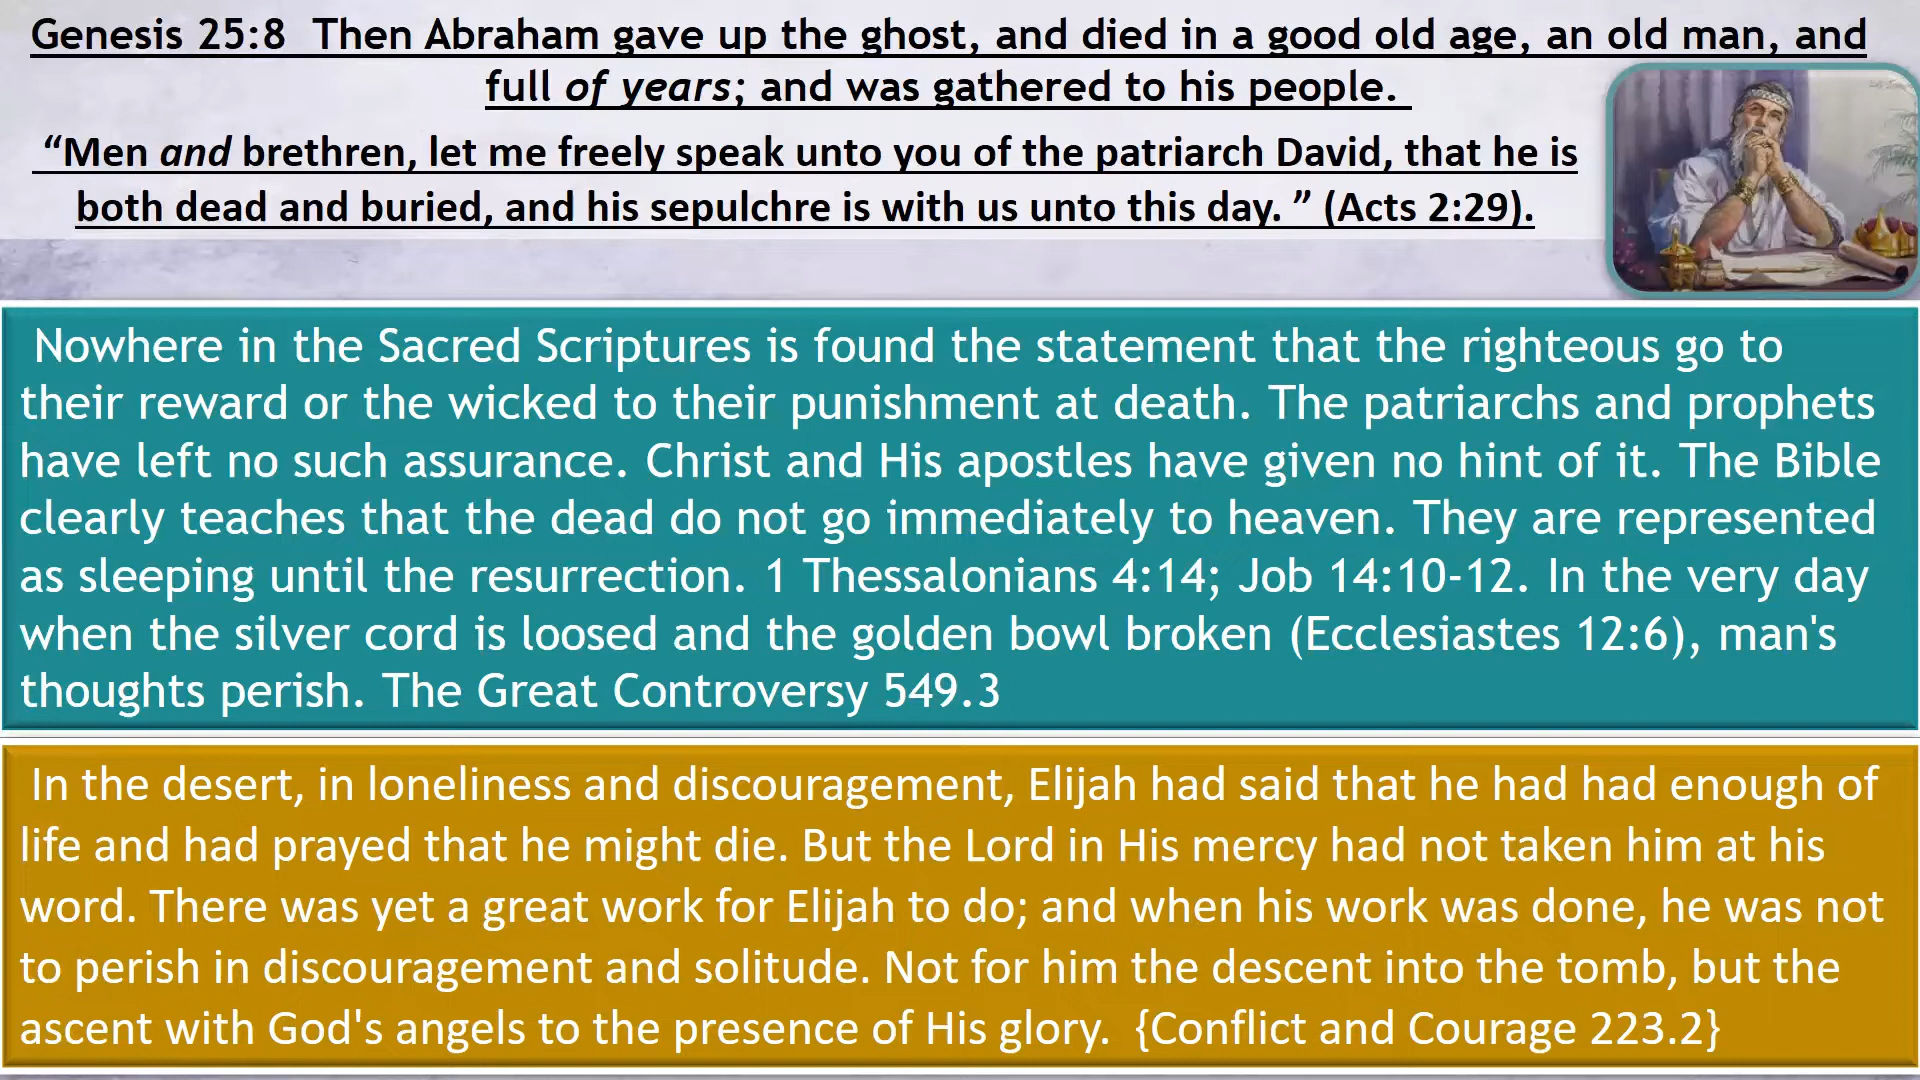 Genesis 25:8  Then Abraham gave up the ghost, and died in a good old age, an old man, and
full of years; and was gathered to his people.
“Men and brethren, let me freely speak unto you of the patriarch David, that he is
both dead and buried, and his sepulchre is with us unto this day. ” (Acts 2:29).
Nowhere in the Sacred Scriptures is found the statement that the righteous go to
their reward or the wicked to their punishment at death. The patriarchs and prophets
have left no such assurance. Christ and His apostles have given no hint of it. The Bible
clearly teaches that the dead do not go immediately to heaven. They are represented
as sleeping until the resurrection. 1 Thessalonians 4:14; Job 14:10-12. In the very day
when the silver cord is loosed and the golden bowl broken (Ecclesiastes 12:6), man's
thoughts perish. The Great Controversy 549.3
In the desert, in loneliness and discouragement, Elijah had said that he had had enough of
life and had prayed that he might die. But the Lord in His mercy had not taken him at his
word. There was yet a great work for Elijah to do; and when his work was done, he was not
to perish in discouragement and solitude. Not for him the descent into the tomb, but the
ascent with God's angels to the presence of His glory.  {Conflict and Courage 223.2}